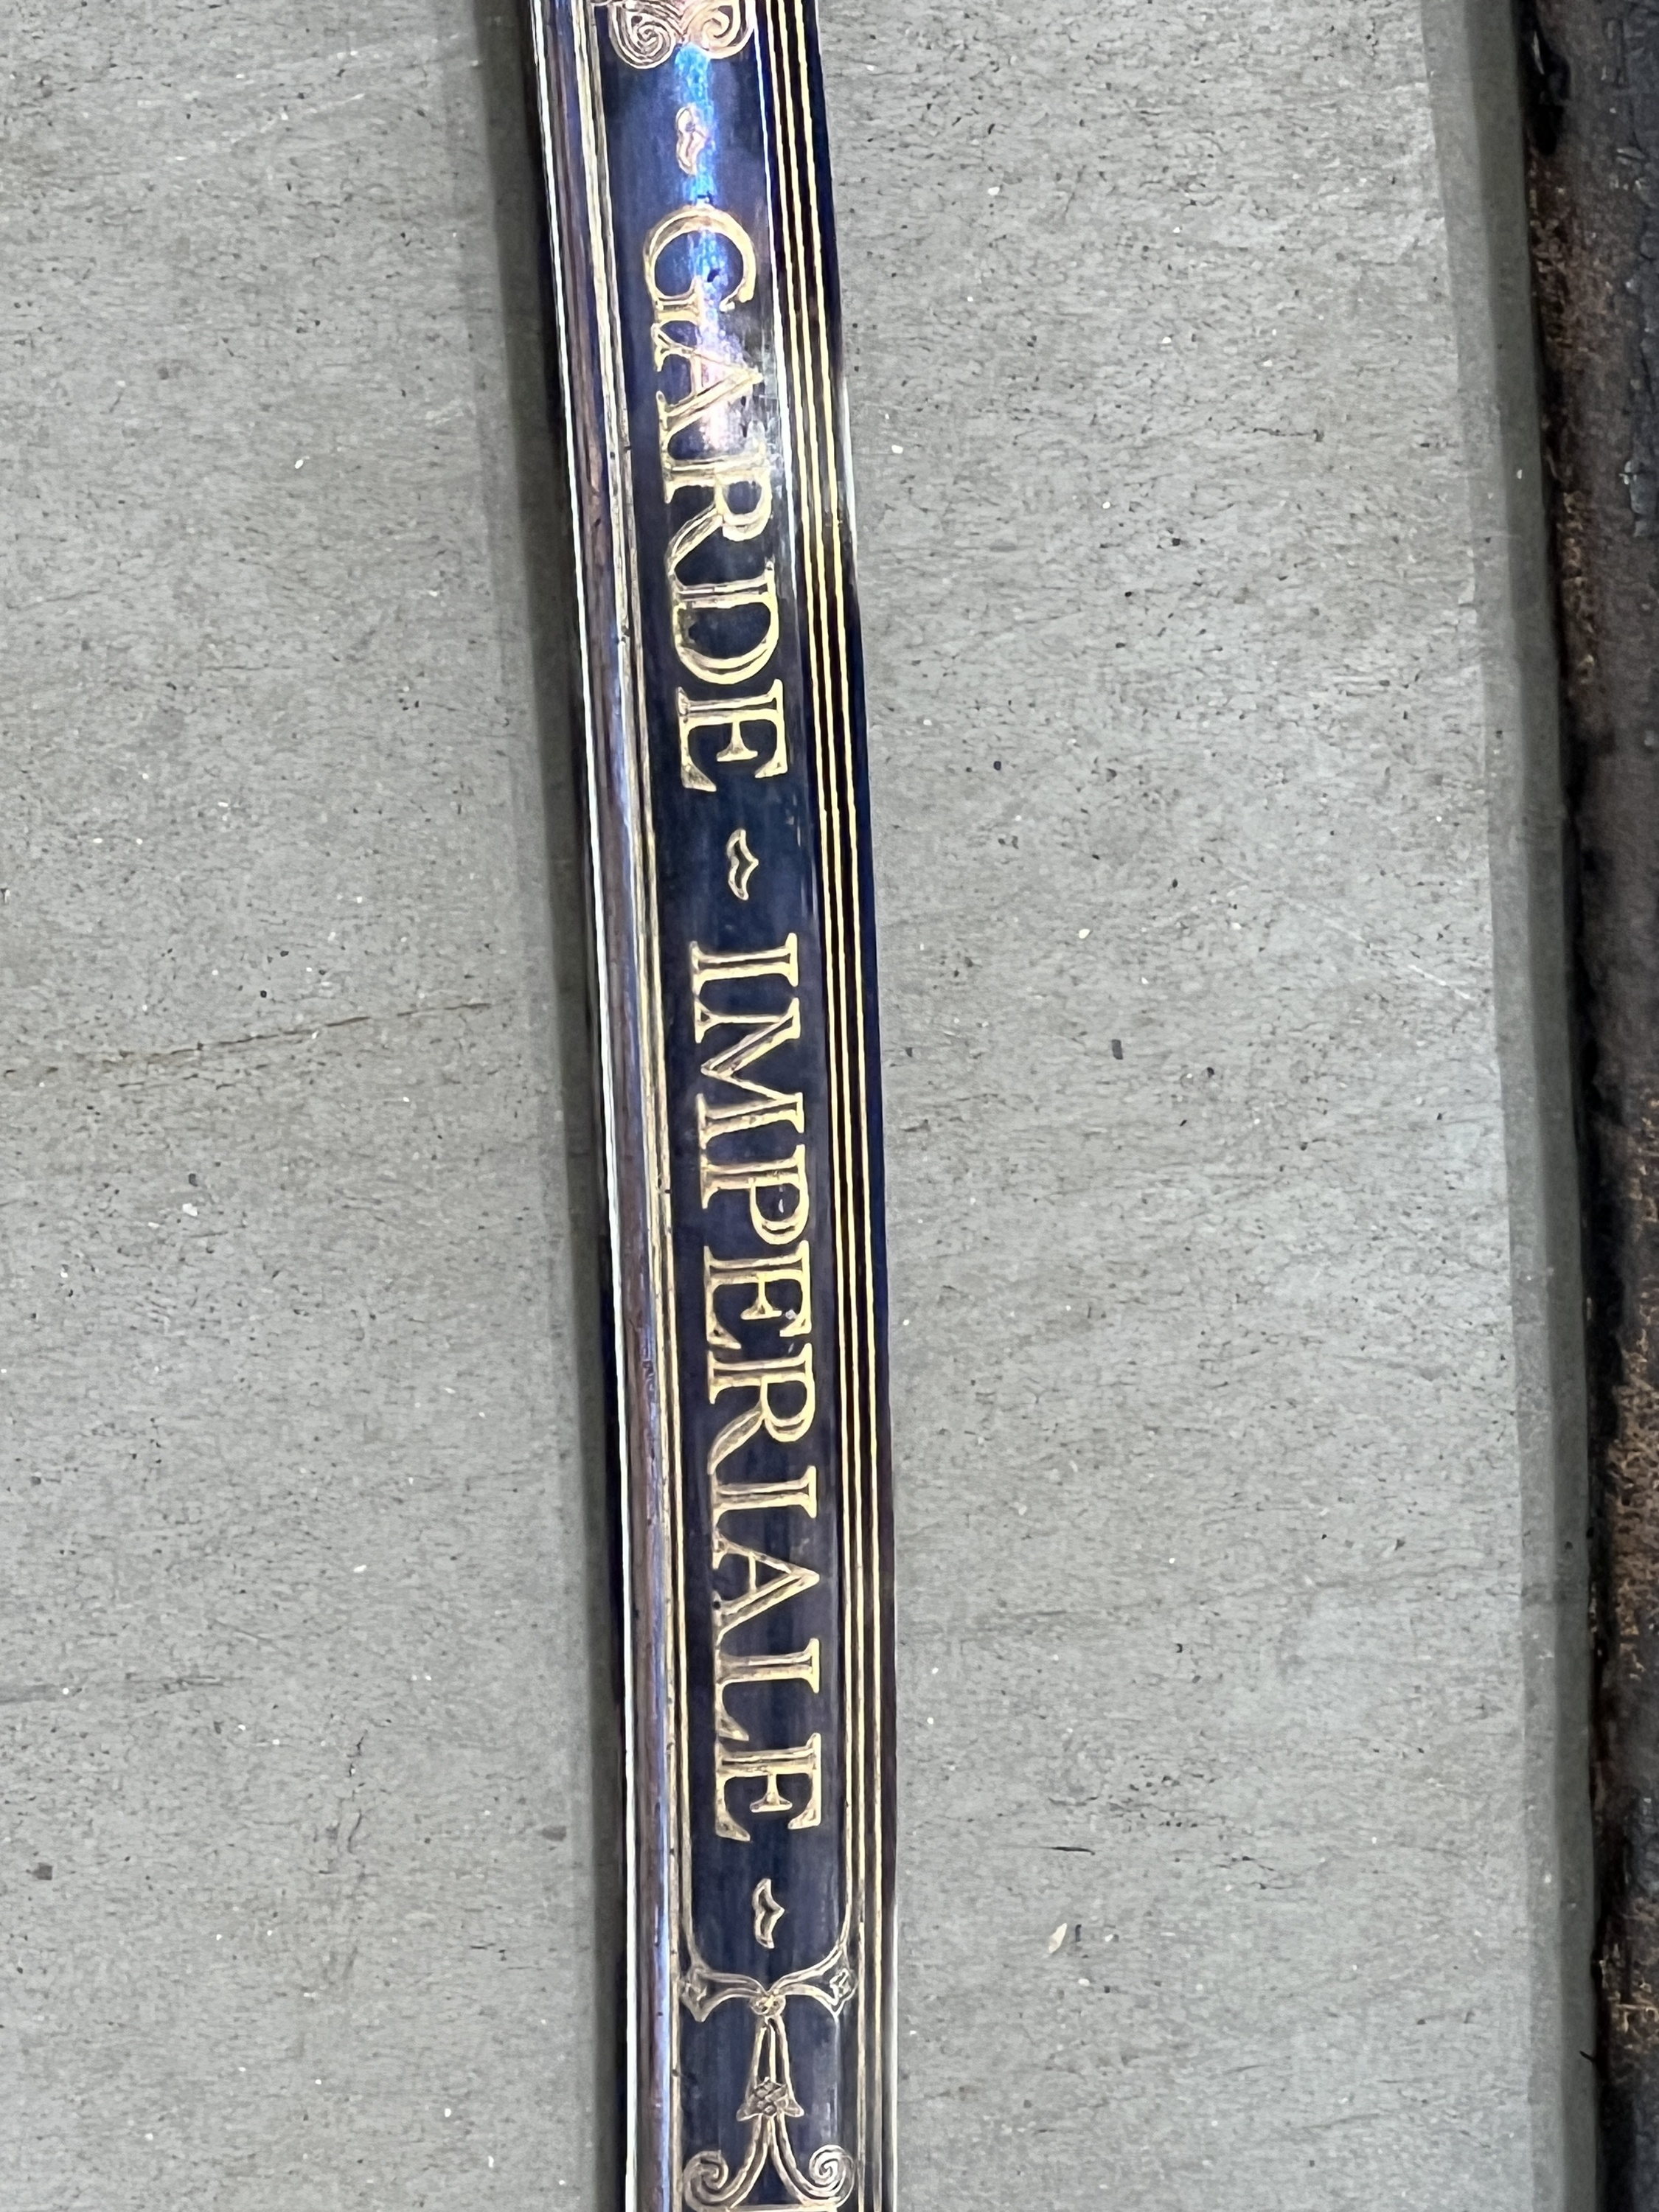 ~ GARDE ~ IMPERIALE ~